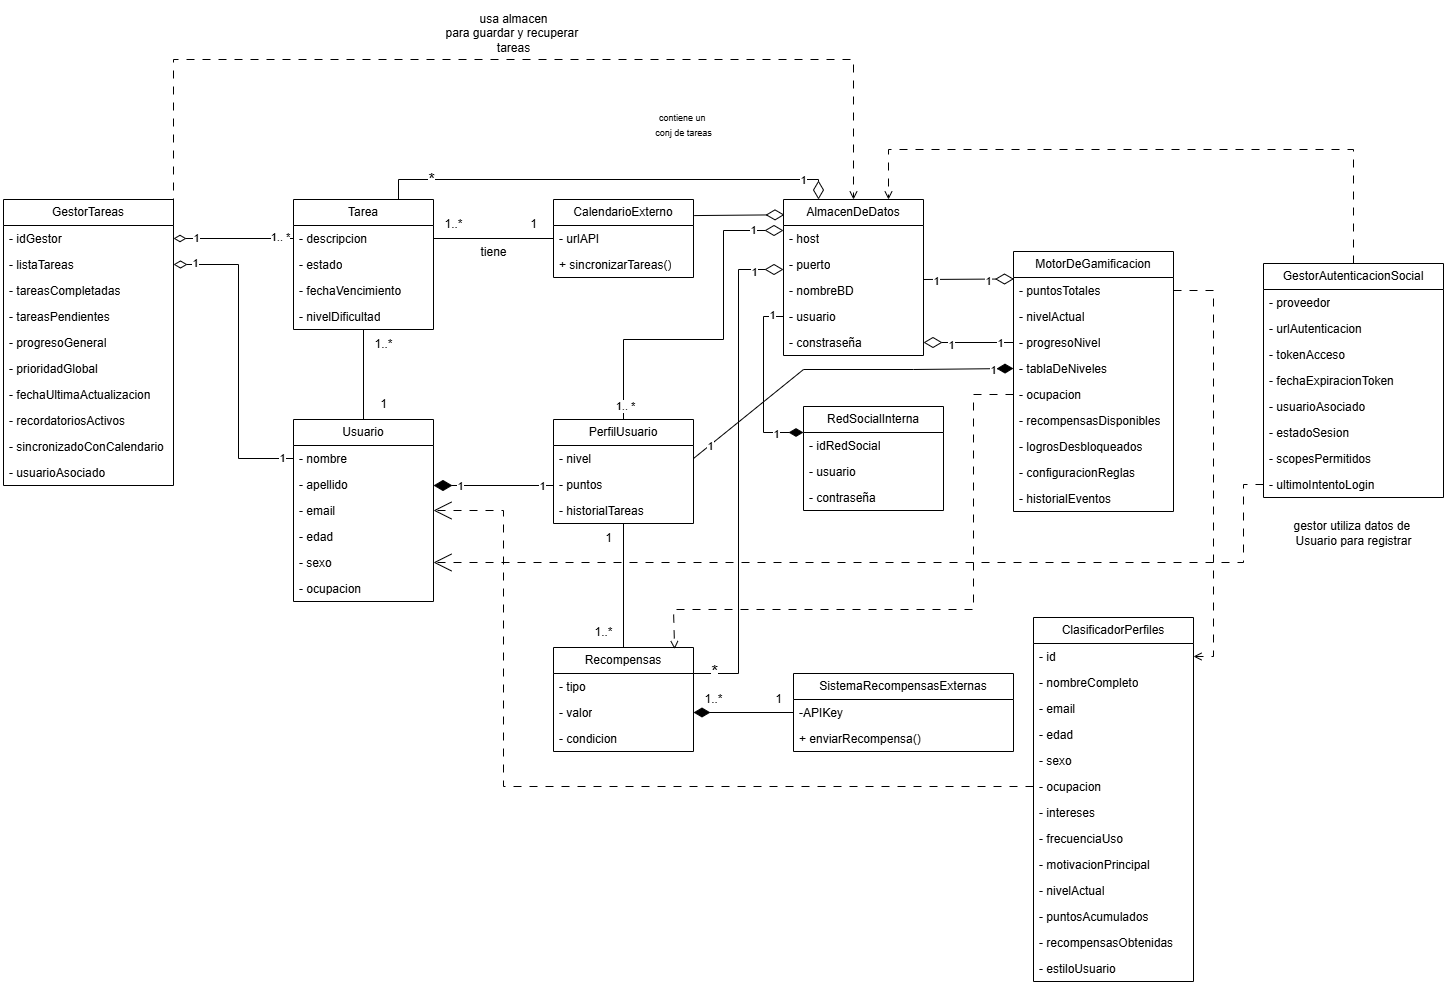 usa almacen
para guardar y recuperar
tareas
contiene un
conj de tareas
*
1
GestorTareas
- idGestor
- listaTareas
- tareasCompletadas
- tareasPendientes
- progresoGeneral
- prioridadGlobal
- fechaUltimaActualizacion
- recordatoriosActivos
- sincronizadoConCalendario
- usuarioAsociado
1
1.. *
1
1
Tarea
- descripcion
- estado
- fechaVencimiento
- nivelDificultad
1..*
1
tiene
1..*
1
CalendarioExterno
- urlAPI
+ sincronizarTareas()
AlmacenDeDatos
- host
- puerto
- nombreBD
- usuario
- constraseña
1
1
1
1
1
1
1
MotorDeGamificacion
- puntosTotales
- nivelActual
- progresoNivel
- tablaDeNiveles
- ocupacion
- recompensasDisponibles
- logrosDesbloqueados
- configuracionReglas
- historialEventos
1
1
GestorAutenticacionSocial
- proveedor
- urlAutenticacion
- tokenAcceso
- fechaExpiracionToken
- usuarioAsociado
- estadoSesion
- scopesPermitidos
- ultimoIntentoLogin
gestor utiliza datos de
Usuario para registrar
Usuario
- nombre
- apellido
- email
- edad
- sexo
- ocupacion
1
1
1.. *
PerfilUsuario
- nivel
- puntos
- historialTareas
1
1..*
RedSocialInterna
- idRedSocial
- usuario
- contraseña
1
Recompensas
- tipo
- valor
- condicion
*
1..*
1
SistemaRecompensasExternas
-APIKey
+ enviarRecompensa()
ClasificadorPerfiles
- id
- nombreCompleto
- email
- edad
- sexo
- ocupacion
- intereses
- frecuenciaUso
- motivacionPrincipal
- nivelActual
- puntosAcumulados
- recompensasObtenidas
- estiloUsuario